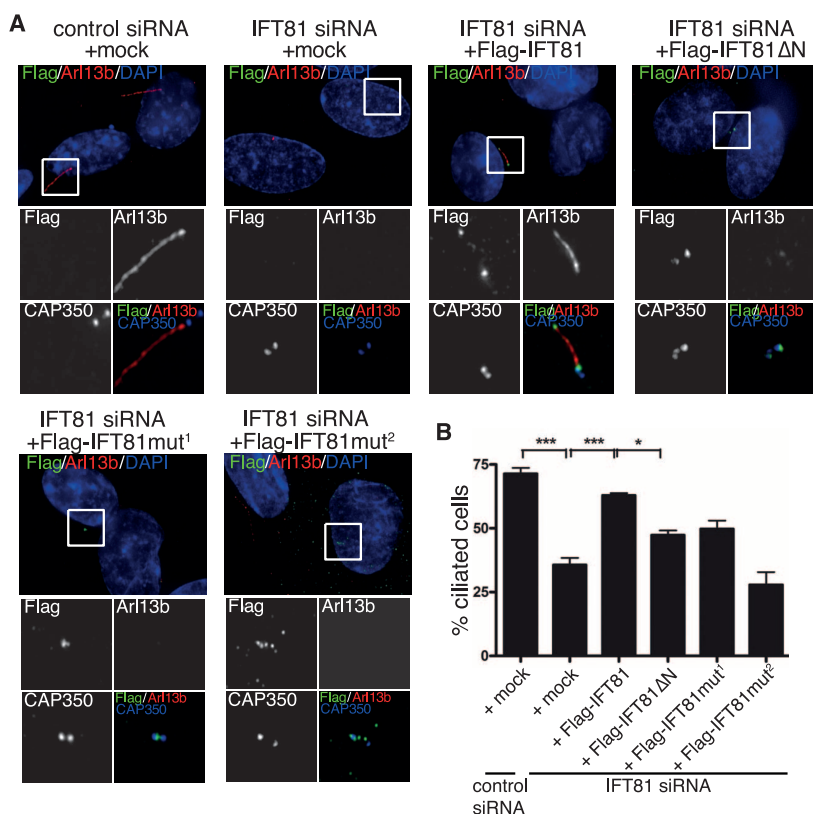 A
control siRNA
+mock
Flag/Arl13b/DAPI
Flag
Arl13b
CAP350
Flag/Arl13b
CAP350
IFT81 siRNA
+mock
Flag/Arl13b/DAPI
Flag
Arl13b
CAP350
Flag/Arl13b
CAP350
IFT81 siRNA
+Flag-IFT81
Flag/Arl13b/DAPI
Flag
Arl13b
CAP350
Flag/Arl13b
CAP350
IFT81 siRNA
+Flag-IFT81ΔN
Flag/Arl13b/DAPI
Flag
Arl13b
CAP350
Flag/Arl13b
CAP350
IFT81 siRNA
+Flag-IFT81mut¹
Flag/Arl13b/DAPI
Flag
Arl13b
CAP350
Flag/Arl13b
CAP350
IFT81 siRNA
+Flag-IFT81mut²
Flag/Arl13b/DAPI
Flag
Arl13b
CAP350
Flag/Arl13b
CAP350
B
*** *** *
% ciliated cells
75
50
25
0
+ mock
+ mock
+ Flag-IFT81
+ Flag-IFT81ΔN
+ Flag-IFT81mut¹
+ Flag-IFT81mut²
control
siRNA
IFT81 siRNA